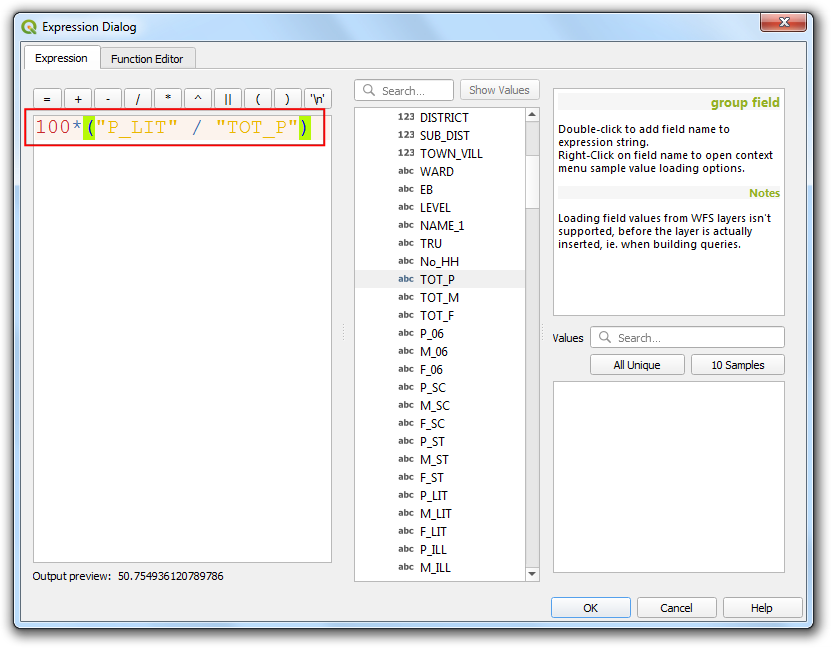 Expression Dialog
Expression Function Editor
= + - / * ^ || ( ) '\n'
100*("P_LIT" / "TOT_P")
Output preview: 50.754936120789786
Search... Show Values
123 DISTRICT
123 SUB_DIST
123 TOWN_VILL
abc WARD
abc EB
abc LEVEL
abc NAME_1
abc TRU
abc No_HH
abc TOT_P
abc TOT_M
abc TOT_F
abc P_06
abc M_06
abc F_06
abc P_SC
abc M_SC
abc F_SC
abc P_ST
abc M_ST
abc F_ST
abc P_LIT
abc M_LIT
abc F_LIT
abc P_ILL
abc M_ILL
group field
Double-click to add field name to
expression string.
Right-Click on field name to open context
menu sample value loading options.
Notes
Loading field values from WFS layers isn't
supported, before the layer is actually
inserted, ie. when building queries.
Values Search...
All Unique 10 Samples
OK Cancel Help